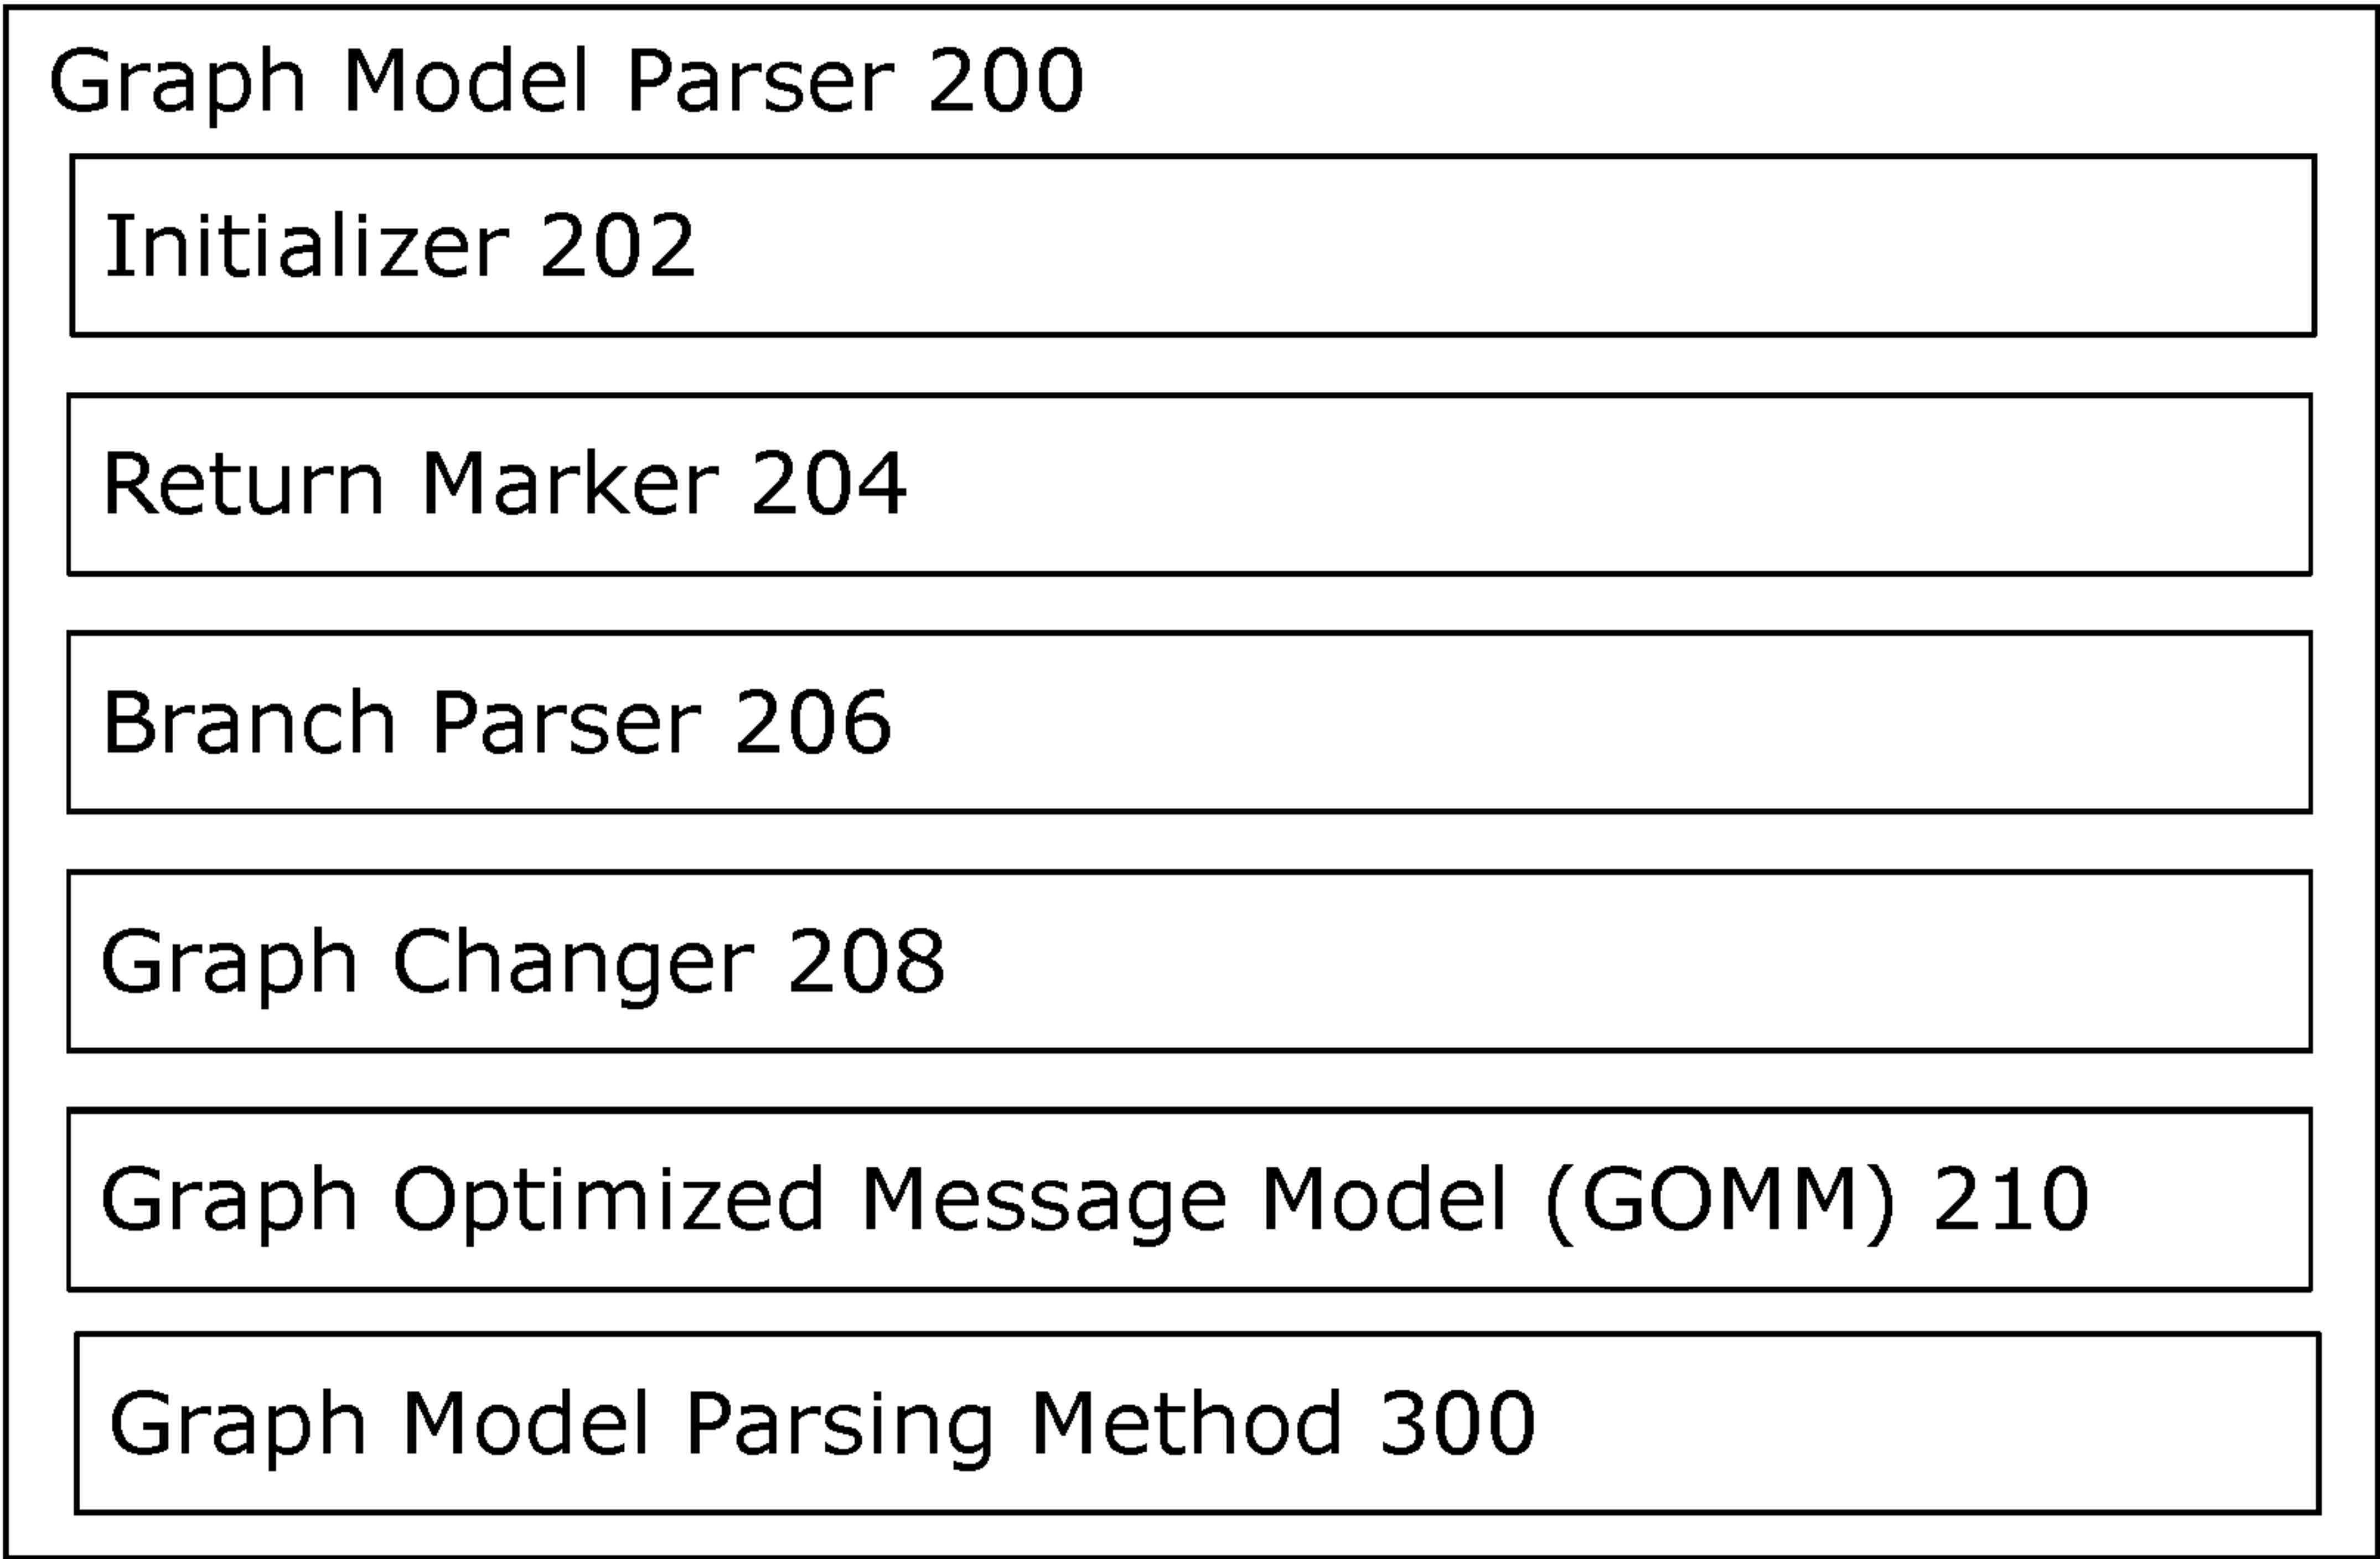 Graph Model Parser 200
Initializer 202
Return Marker 204
Branch Parser 206
Graph Changer 208
Graph Optimized Message Model (GOMM) 210
Graph Model Parsing Method 300